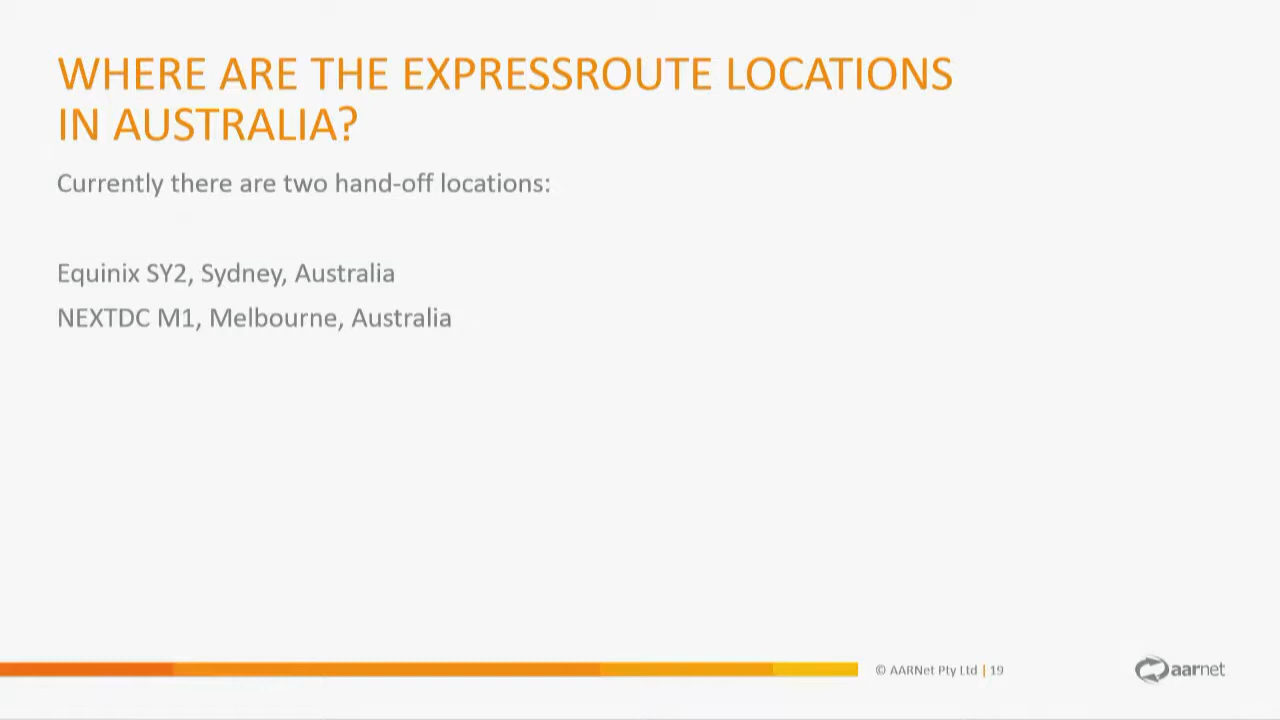 WHERE ARE THE EXPRESSROUTE LOCATIONS
IN AUSTRALIA?
Currently there are two hand-off locations:
Equinix SY2, Sydney, Australia
NEXTDC M1, Melbourne, Australia
© AARNet Pty Ltd | 19
aarnet